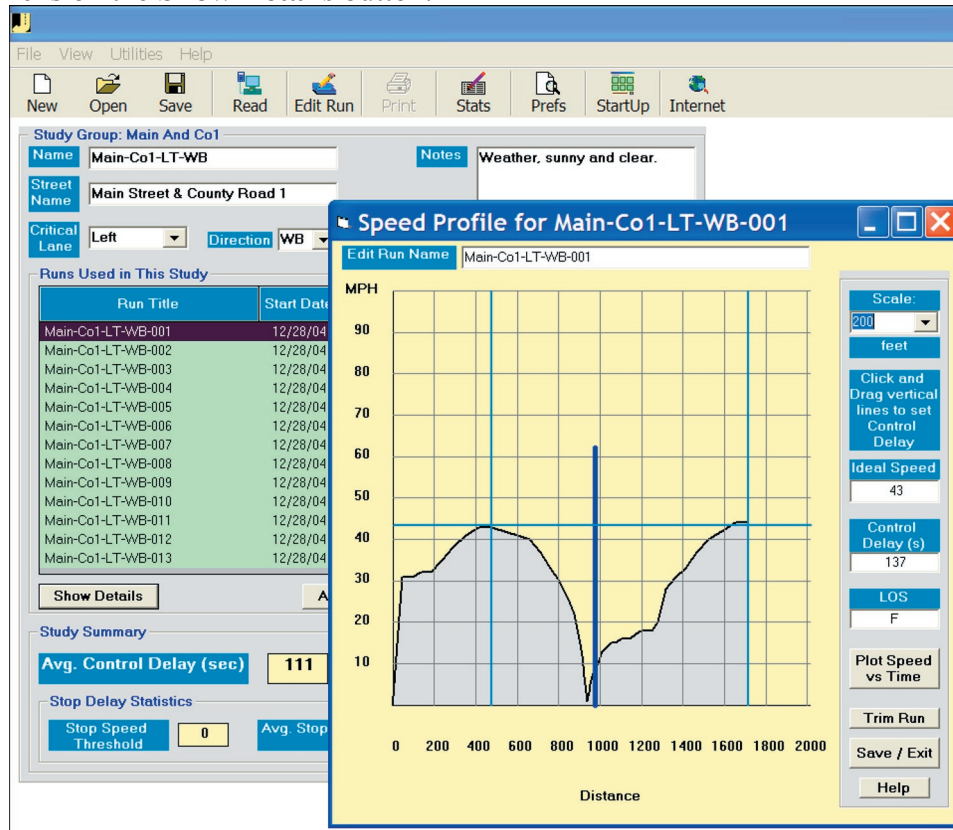 File View Utilities Help
New Open Save Read Edit Run Print Stats Prefs StartUp Internet
Study Group: Main And Co1
Name Main-Co1-LT-WB
Notes Weather, sunny and clear.
Street Name Main Street & County Road 1
Critical Lane Left Direction WB
Runs Used in This Study
Run Title Start Date
Main-Co1-LT-WB-001 12/28/04
Main-Co1-LT-WB-002 12/28/04
Main-Co1-LT-WB-003 12/28/04
Main-Co1-LT-WB-004 12/28/04
Main-Co1-LT-WB-005 12/28/04
Main-Co1-LT-WB-006 12/28/04
Main-Co1-LT-WB-007 12/28/04
Main-Co1-LT-WB-008 12/28/04
Main-Co1-LT-WB-009 12/28/04
Main-Co1-LT-WB-010 12/28/04
Main-Co1-LT-WB-011 12/28/04
Main-Co1-LT-WB-012 12/28/04
Main-Co1-LT-WB-013 12/28/04
Show Details A
Study Summary
Avg. Control Delay (sec) 111
Stop Delay Statistics
Stop Speed Threshold 0 Avg. Stop
Speed Profile for Main-Co1-LT-WB-001
Edit Run Name Main-Co1-LT-WB-001
MPH
90
80
70
60
50
40
30
20
10
0 200 400 600 800 1000 1200 1400 1600 1800 2000
Distance
Scale:
200
feet
Click and
Drag vertical
lines to set
Control
Delay
Ideal Speed
43
Control
Delay (s)
137
LOS
F
Plot Speed
vs Time
Trim Run
Save / Exit
Help